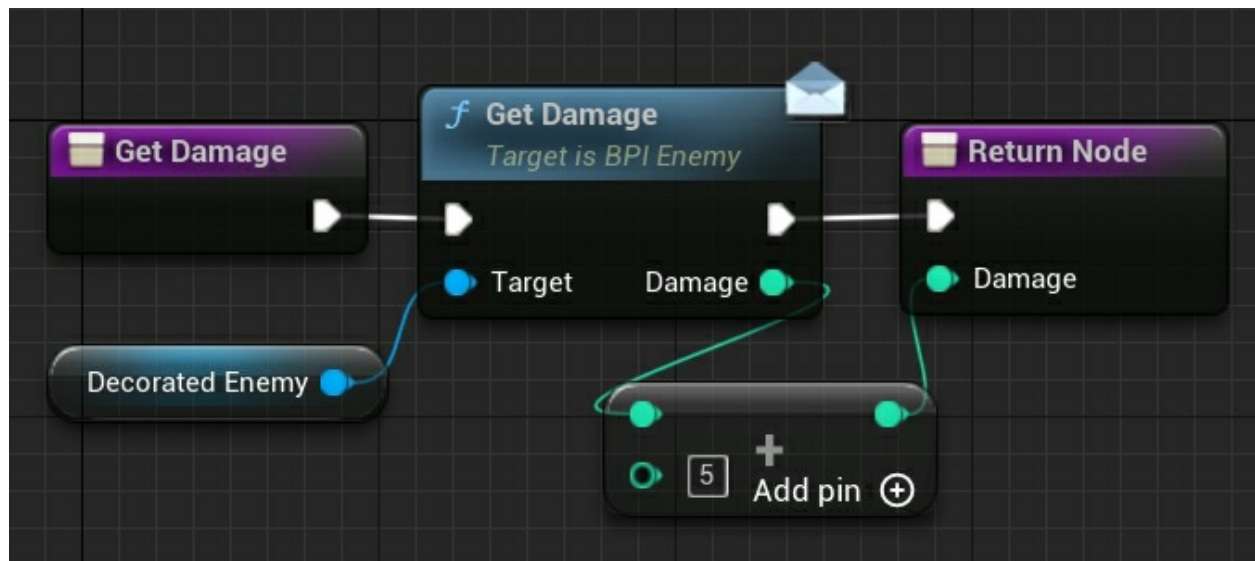 Get Damage
f Get Damage
Target is BPI Enemy
Return Node
Target
Damage
Damage
Decorated Enemy
5
Add pin